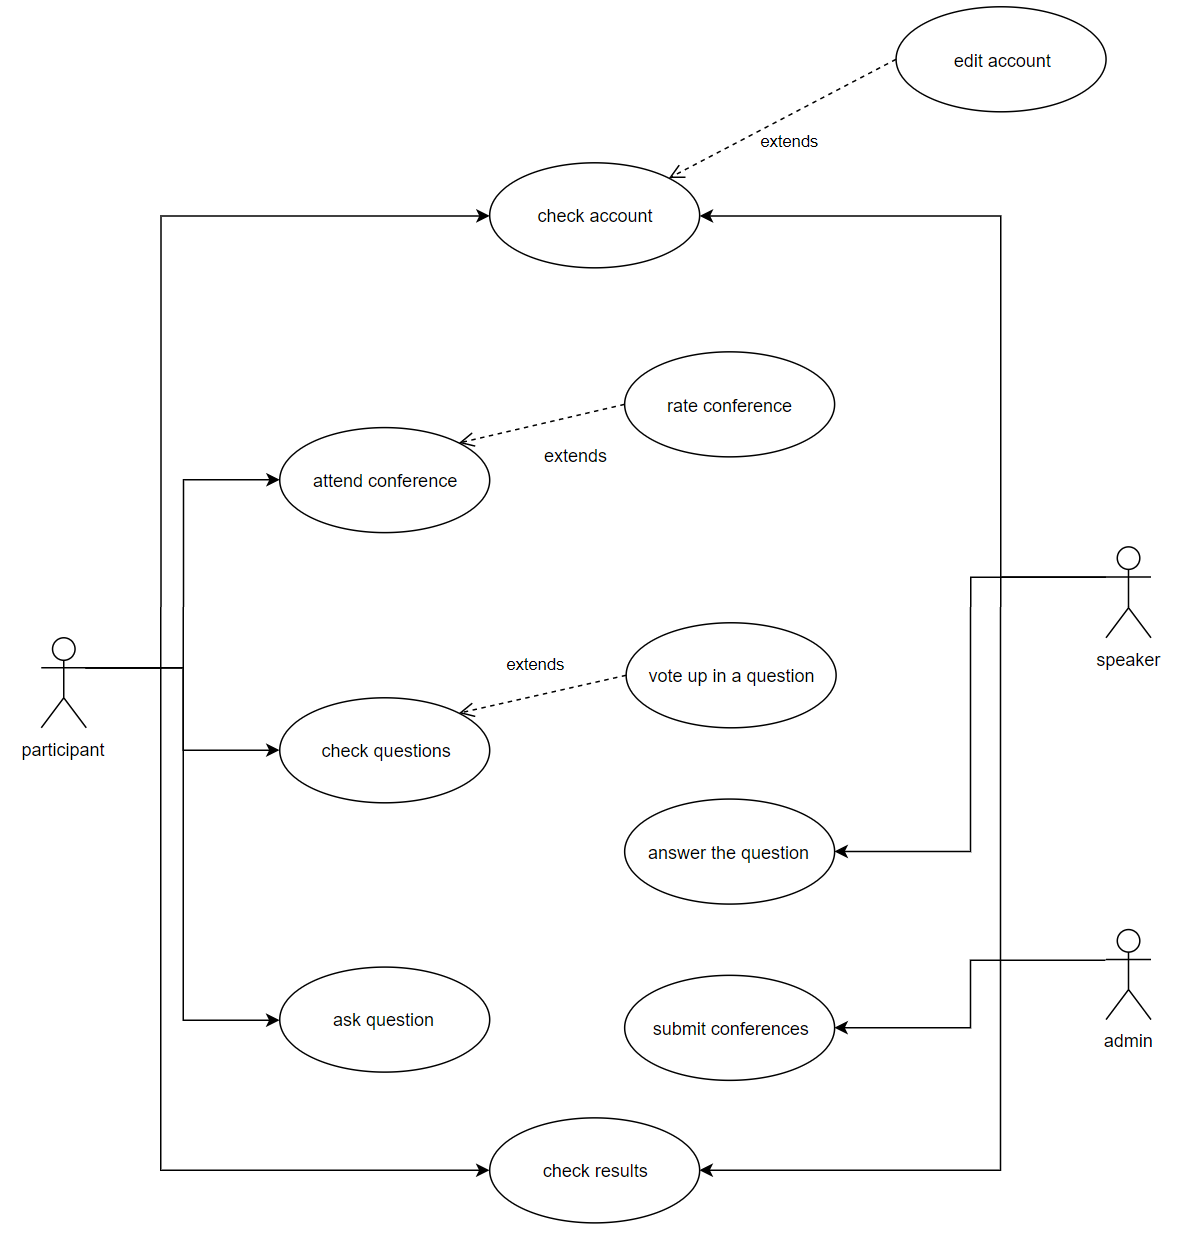 edit account
extends
check account
rate conference
extends
attend conference
speaker
extends
vote up in a question
participant
check questions
answer the question
ask question
submit conferences
admin
check results